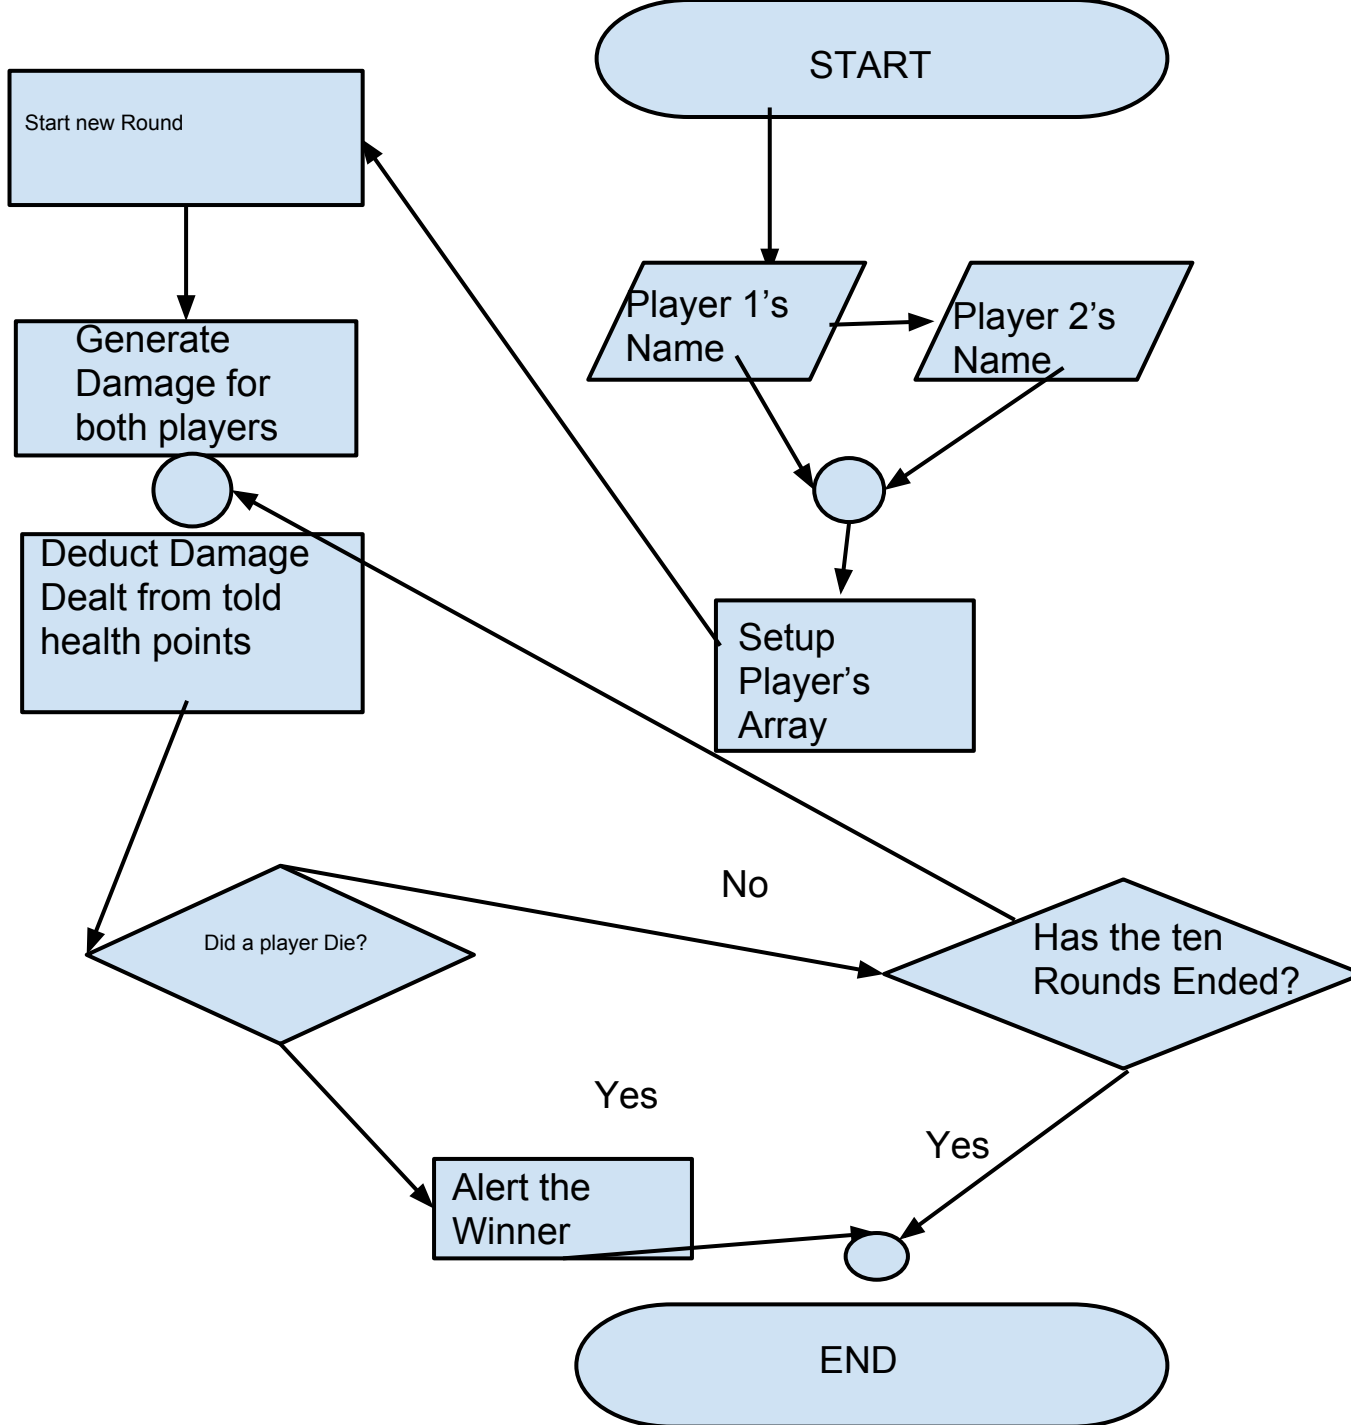 START
Start new Round
Player 1’s
Name
Player 2’s
Name
Generate
Damage for
both players
Deduct Damage
Dealt from told
health points
Setup
Player’s
Array
No
Did a player Die?
Has the ten
Rounds Ended?
Yes
Yes
Alert the
Winner
END